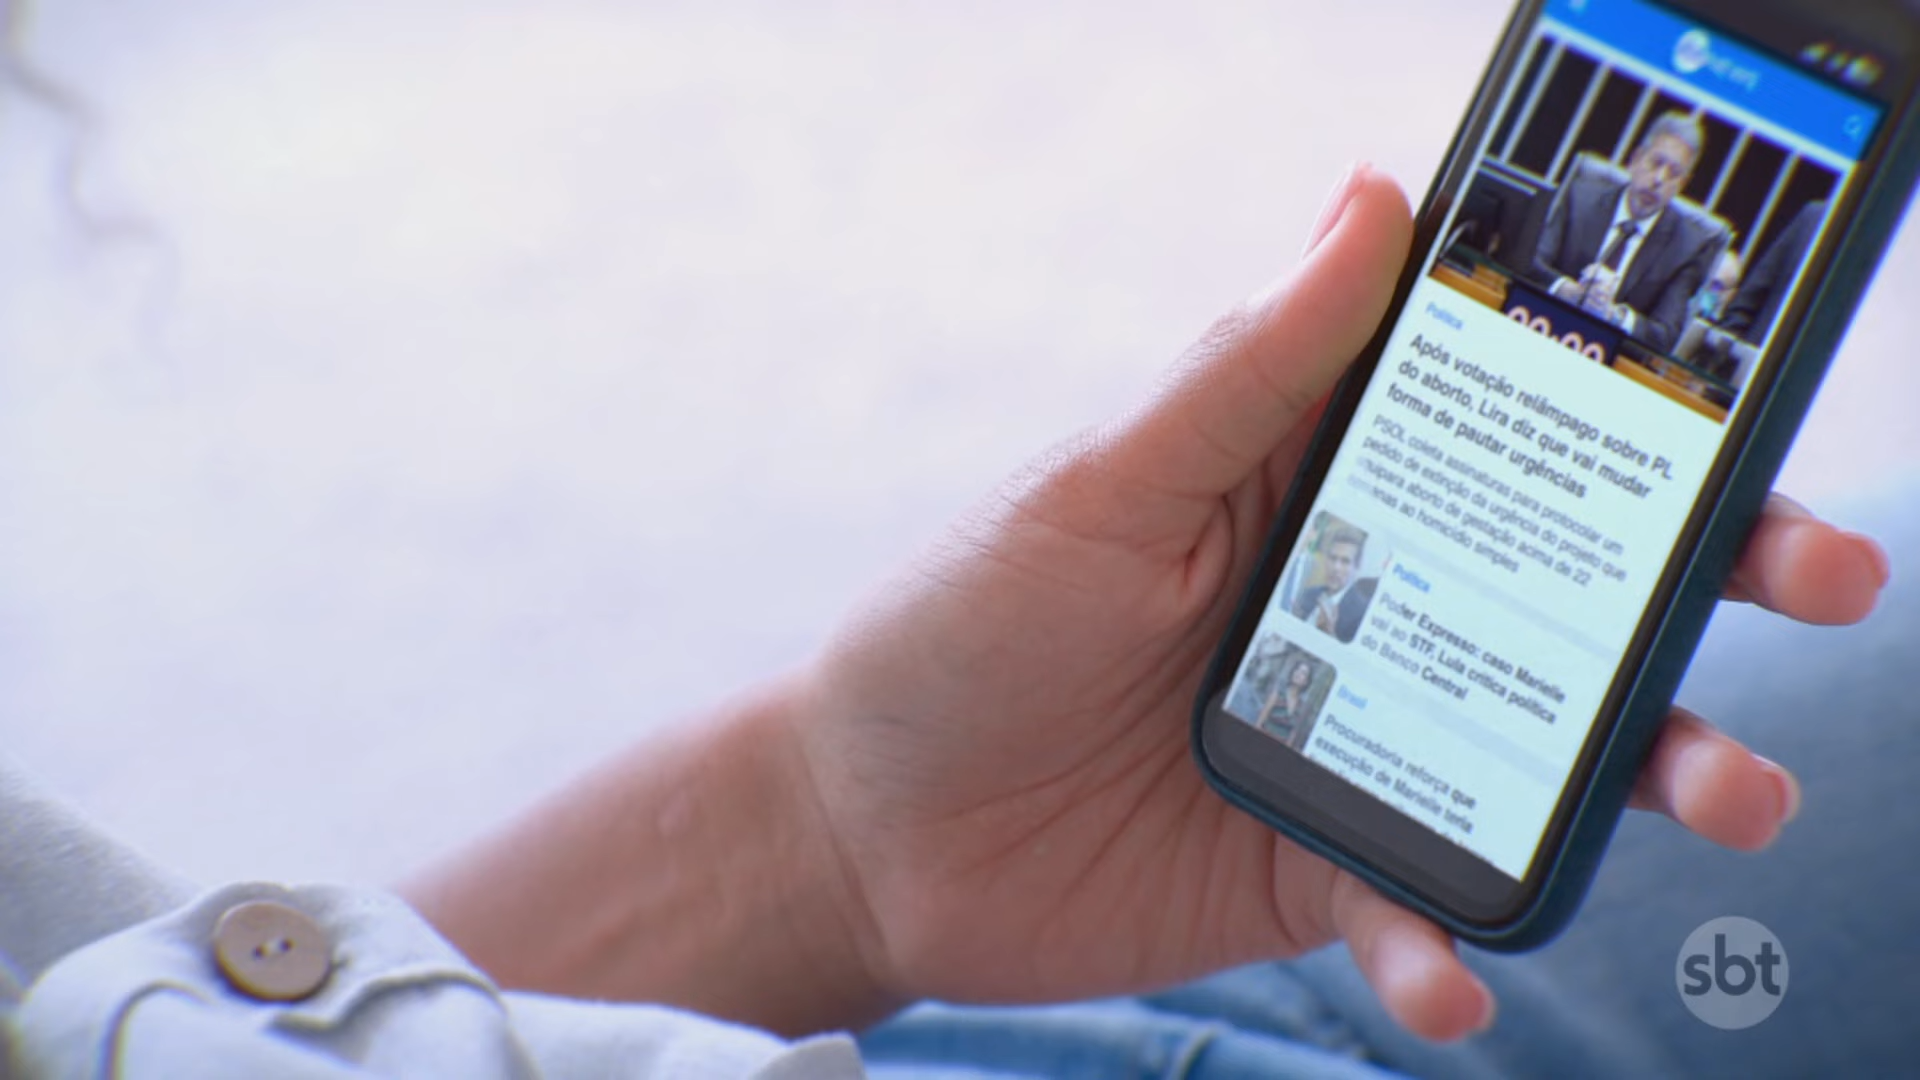 news
00:00
Política
Após votação relâmpago sobre PL
do aborto, Lira diz que vai mudar
forma de pautar urgências
PSOL coleta assinaturas para protocolar um
pedido de extinção da urgência do projeto que
equipara aborto de gestação acima de 22
semanas ao homicídio simples
Política
Poder Expresso: caso Marielle
vai ao STF, Lula critica política
do Banco Central
Brasil
Procuradoria reforça que
execução de Marielle teria
sbt